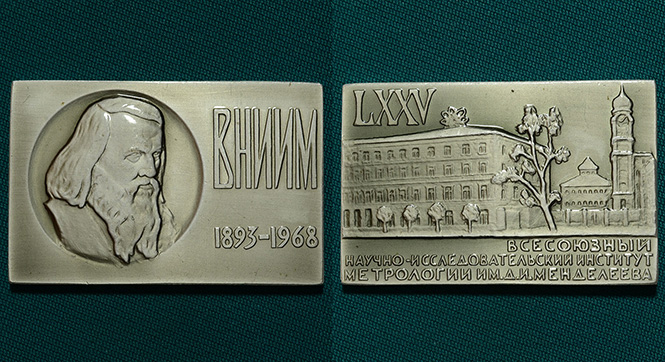 ВНИИМ
1893-1968
LXXV
ВСЕСОЮЗНЫЙ
НАУЧНО-ИССЛЕДОВАТЕЛЬСКИЙ ИНСТИТУТ
МЕТРОЛОГИИ ИМ.Д.И.МЕНДЕЛЕЕВА